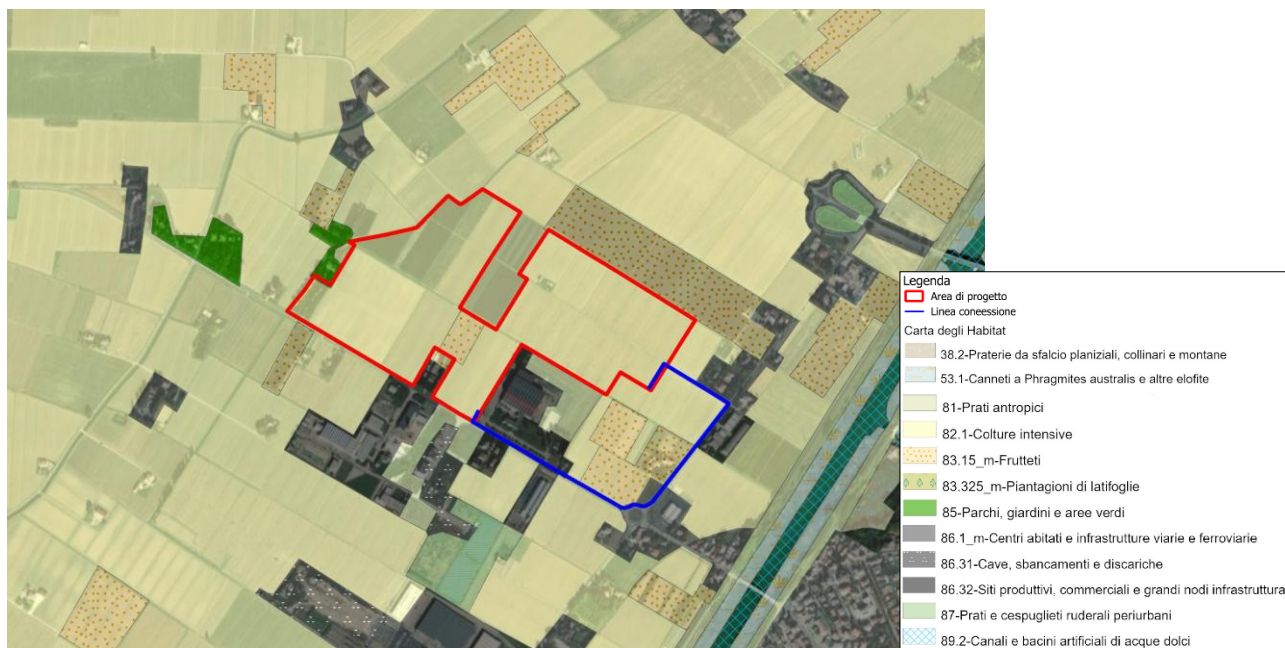 Legenda
Area di progetto
Linea coneessione
Carta degli Habitat
38.2-Praterie da sfalcio planiziali, collinari e montane
53.1-Canneti a Phragmites australis e altre elofite
81-Prati antropici
82.1-Colture intensive
83.15_m-Frutteti
83.325_m-Piantagioni di latifoglie
85-Parchi, giardini e aree verdi
86.1_m-Centri abitati e infrastrutture viarie e ferroviarie
86.31-Cave, sbancamenti e discariche
86.32-Siti produttivi, commerciali e grandi nodi infrastruttura
87-Prati e cespuglieti ruderali periurbani
89.2-Canali e bacini artificiali di acque dolci